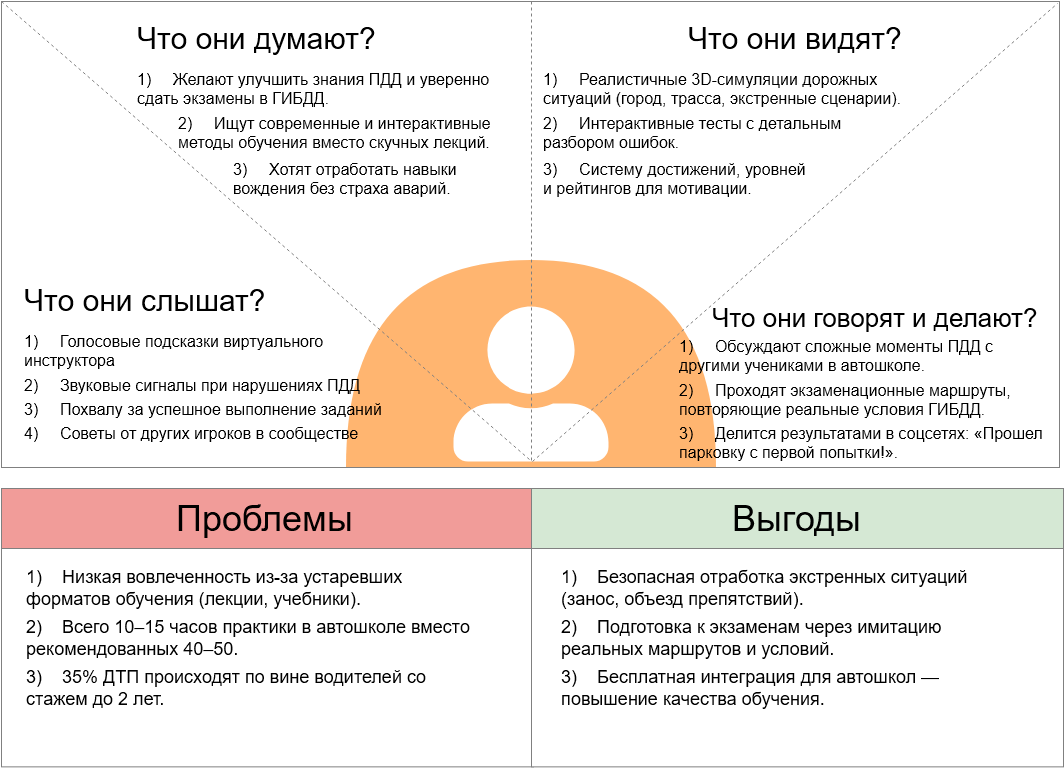 Что они думают?
1) Желают улучшить знания ПДД и уверенно
сдать экзамены в ГИБДД.
2) Ищут современные и интерактивные
методы обучения вместо скучных лекций.
3) Хотят отработать навыки
вождения без страха аварий.
Что они видят?
1) Реалистичные 3D-симуляции дорожных
ситуаций (город, трасса, экстренные сценарии).
2) Интерактивные тесты с детальным
разбором ошибок.
3) Систему достижений, уровней
и рейтингов для мотивации.
Что они слышат?
1) Голосовые подсказки виртуального
инструктора
2) Звуковые сигналы при нарушениях ПДД
3) Похвалу за успешное выполнение заданий
4) Советы от других игроков в сообществе
Что они говорят и делают?
1) Обсуждают сложные моменты ПДД с
другими учениками в автошколе.
2) Проходят экзаменационные маршруты,
повторяющие реальные условия ГИБДД.
3) Делится результатами в соцсетях: «Прошел
парковку с первой попытки!».
Проблемы
1) Низкая вовлеченность из-за устаревших
форматов обучения (лекции, учебники).
2) Всего 10–15 часов практики в автошколе вместо
рекомендованных 40–50.
3) 35% ДТП происходят по вине водителей со
стажем до 2 лет.
Выгоды
1) Безопасная отработка экстренных ситуаций
(занос, объезд препятствий).
2) Подготовка к экзаменам через имитацию
реальных маршрутов и условий.
3) Бесплатная интеграция для автошкол —
повышение качества обучения.